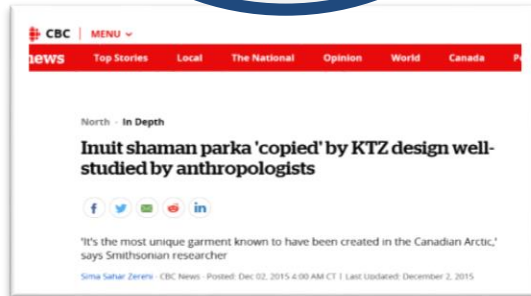 CBC | MENU
news Top Stories Local The National Opinion World Canada
North · In Depth
Inuit shaman parka 'copied' by KTZ design well-
studied by anthropologists
'It's the most unique garment known to have been created in the Canadian Arctic,'
says Smithsonian researcher
Sima Sahar Zerehi · CBC News · Posted: Dec 02, 2015 4:00 AM CT | Last Updated: December 2, 2015